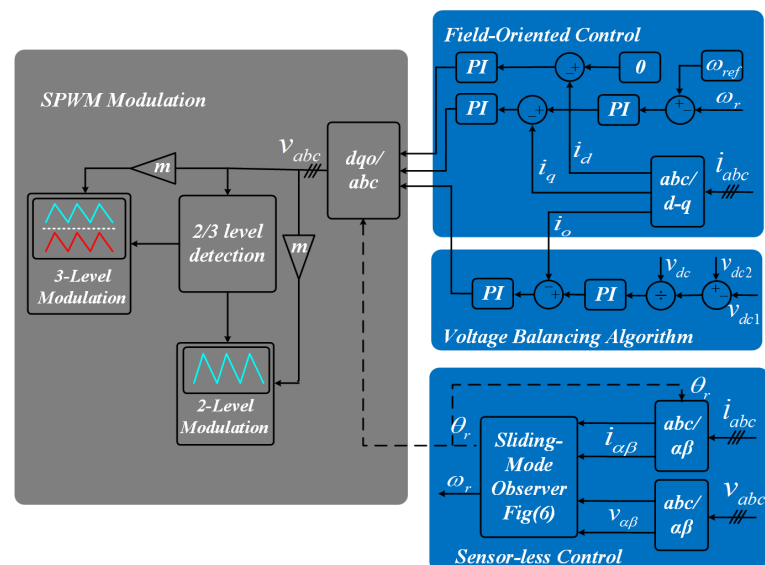 SPWM Modulation
m
3-Level
Modulation
2/3 level
detection
m
2-Level
Modulation
v_abc
dqo/
abc
Field-Oriented Control
PI
- +
0
ω_ref
PI
- +
PI
+ -
ω_r
i_q
i_d
abc/
d-q
i_abc
i_o
v_dc
v_dc2
PI
- +
PI
÷
+ -
v_dc1
Voltage Balancing Algorithm
θ_r
θ_r
Sliding-
Mode
Observer
Fig(6)
ω_r
i_αβ
abc/
αβ
i_abc
v_αβ
abc/
αβ
v_abc
Sensor-less Control